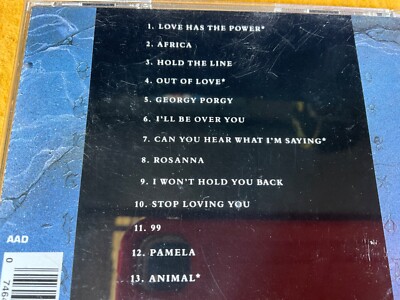 1. LOVE HAS THE POWER*
2. AFRICA
3. HOLD THE LINE
4. OUT OF LOVE*
5. GEORGY PORGY
6. I'LL BE OVER YOU
7. CAN YOU HEAR WHAT I'M SAYING*
8. ROSANNA
9. I WON'T HOLD YOU BACK
10. STOP LOVING YOU
11. 99
12. PAMELA
13. ANIMAL*
AAD
0 746